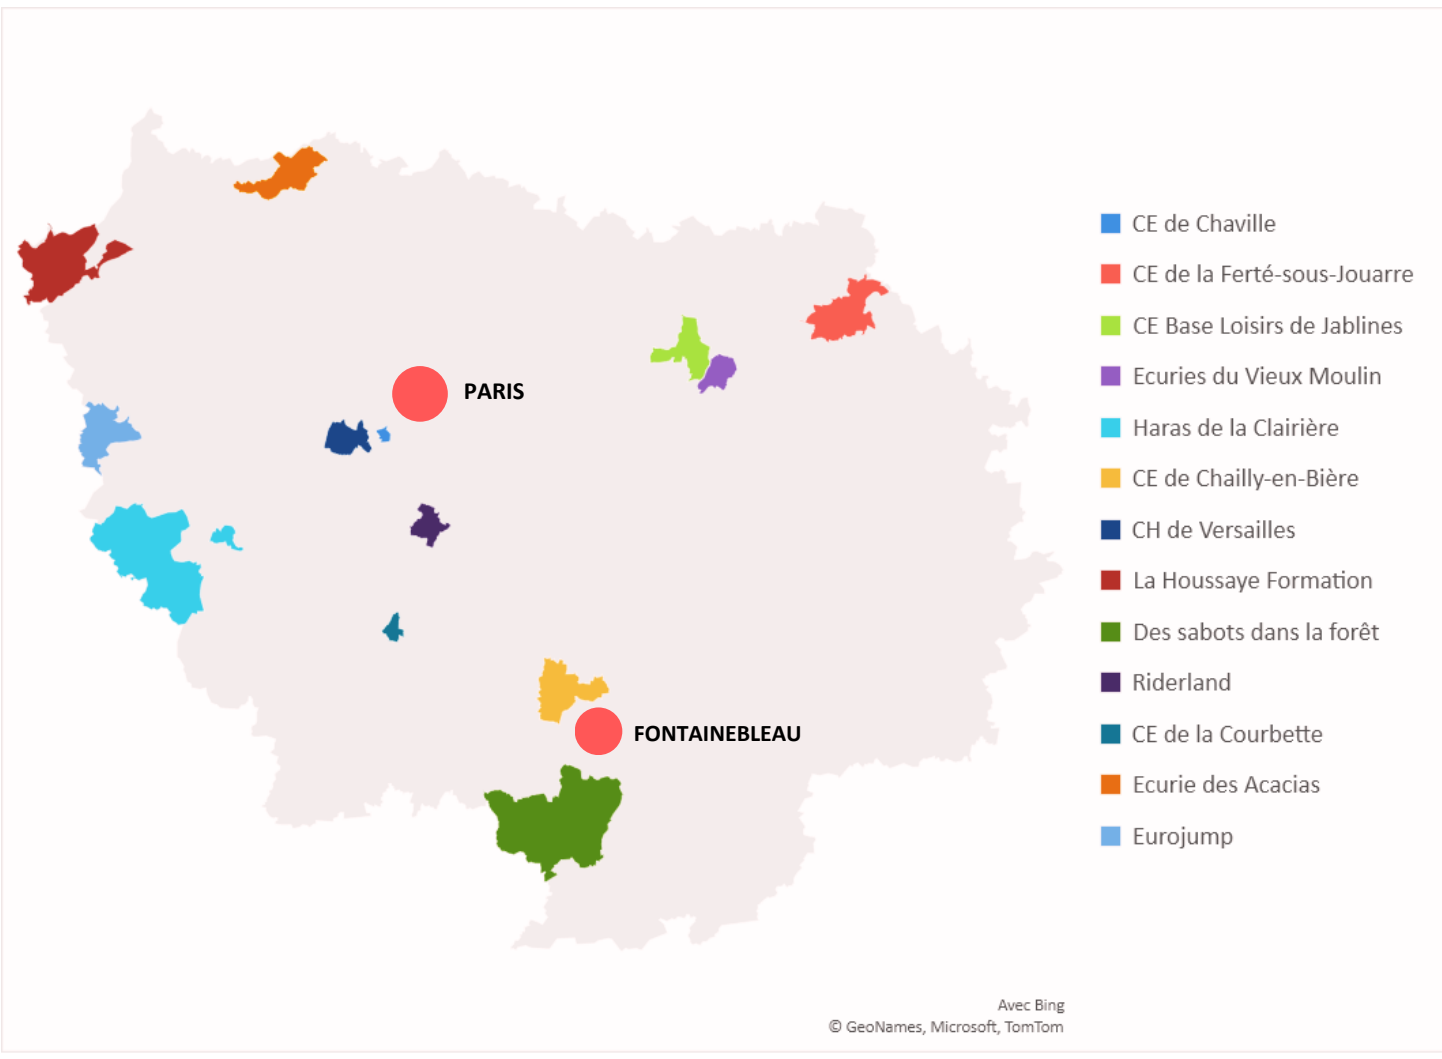 PARIS
FONTAINEBLEAU
CE de Chaville
CE de la Ferté-sous-Jouarre
CE Base Loisirs de Jablines
Ecuries du Vieux Moulin
Haras de la Clairière
CE de Chailly-en-Bière
CH de Versailles
La Houssaye Formation
Des sabots dans la forêt
Riderland
CE de la Courbette
Ecurie des Acacias
Eurojump
Avec Bing
© GeoNames, Microsoft, TomTom